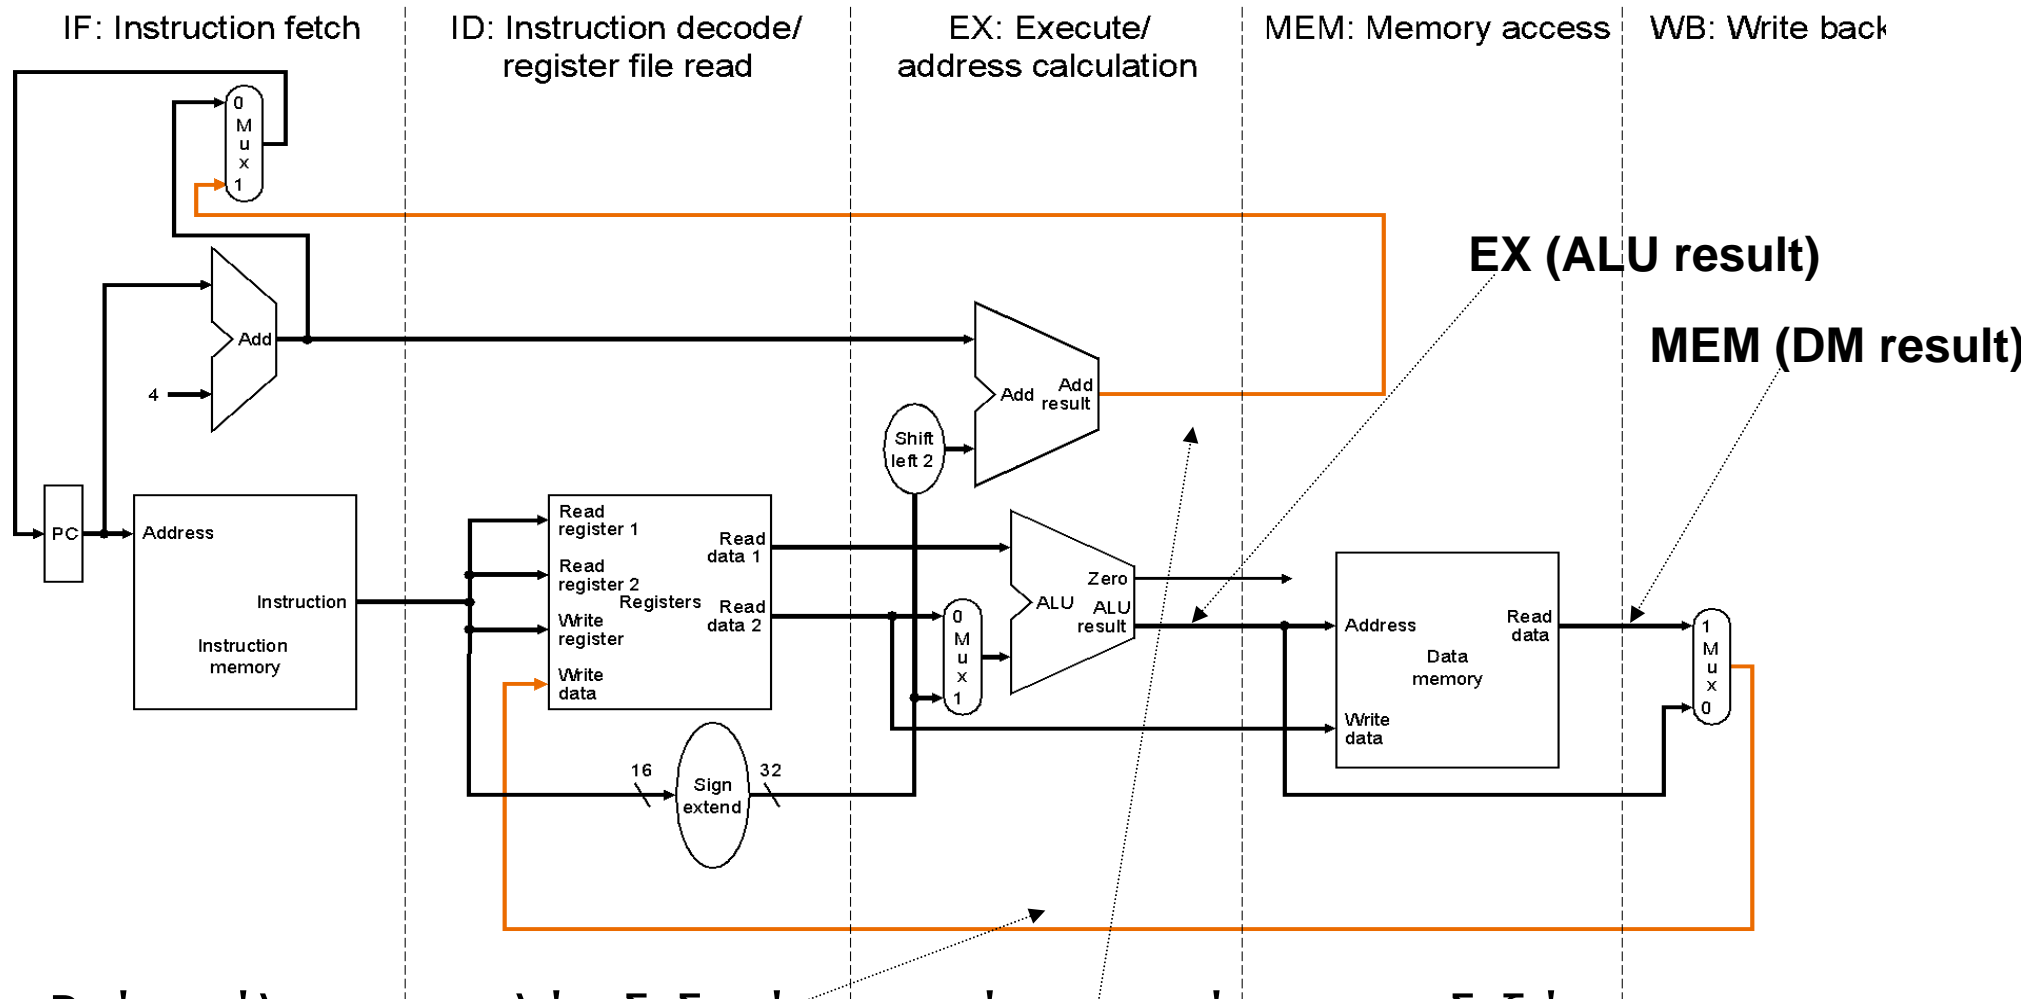 IF: Instruction fetch
ID: Instruction decode/
register file read
EX: Execute/
address calculation
MEM: Memory access
WB: Write back
0
M
u
x
1
EX (ALU result)
MEM (DM result)
Add
4
Add
Add
result
Shift
left 2
PC
Address
Instruction
Instruction
memory
Read
register 1
Read
register 2
Write
register
Write
data
Registers
Read
data 1
Read
data 2
0
M
u
x
1
Zero
ALU
ALU
result
Address
Read
data
Data
memory
Write
data
1
M
u
x
0
16
Sign
extend
32